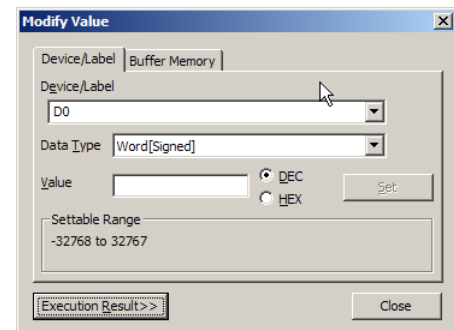 Modify Value
Device/Label Buffer Memory
Device/Label
D0
Data Type Word[Signed]
Value DEC
HEX
Set
Settable Range
-32768 to 32767
Execution Result>> Close